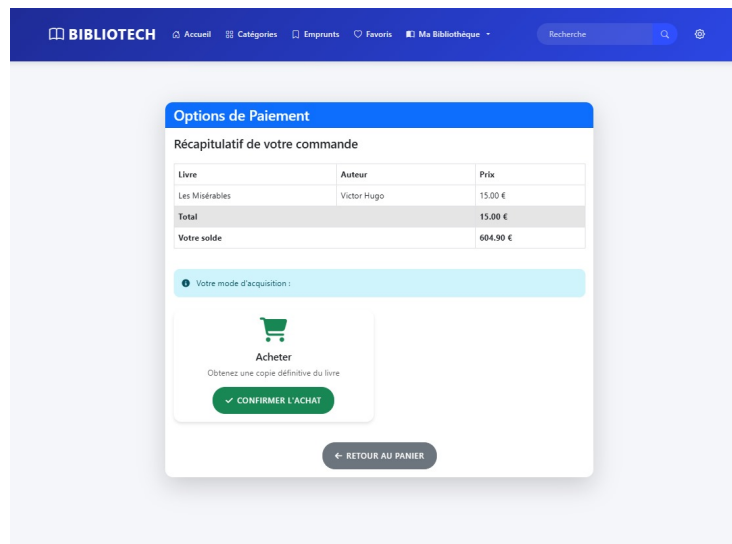 BIBLIOTECH Accueil Catégories Emprunts Favoris Ma Bibliothèque Recherche
Options de Paiement
Récapitulatif de votre commande
Livre Auteur Prix
Les Misérables Victor Hugo 15.00 €
Total 15.00 €
Votre solde 604.90 €
Votre mode d'acquisition :
Acheter
Obtenez une copie définitive du livre
CONFIRMER L'ACHAT
RETOUR AU PANIER